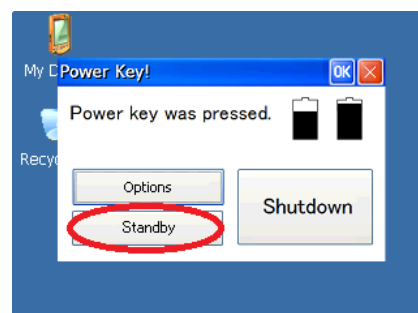 My D
Power Key!
OK
Power key was pressed.
Recyc
Options
Shutdown
Standby